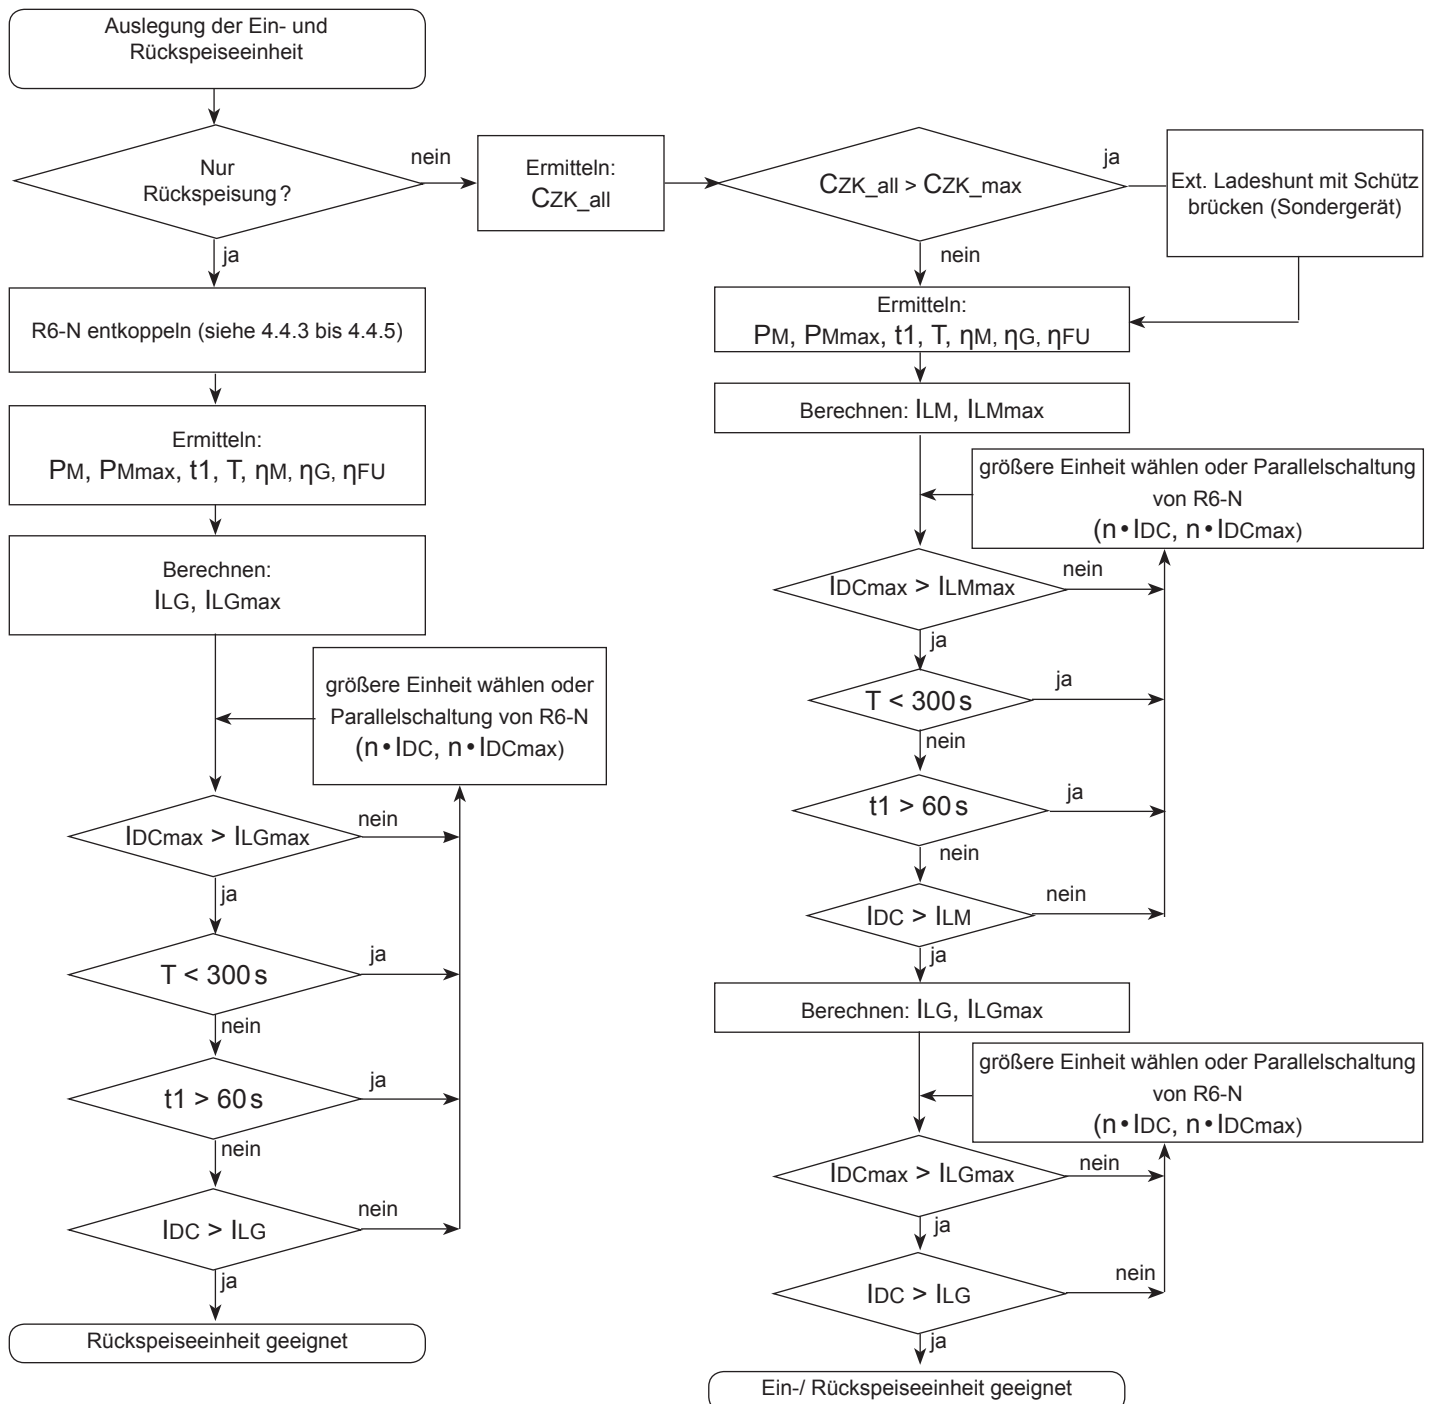 Auslegung der Ein- und
Rückspeiseeinheit
Nur
Rückspeisung?
nein
ja
R6-N entkoppeln (siehe 4.4.3 bis 4.4.5)
Ermitteln:
PM, PMmax, t1, T, ηM, ηG, ηFU
Berechnen:
ILG, ILGmax
größere Einheit wählen oder
Parallelschaltung von R6-N
(n•IDC, n•IDCmax)
IDCmax > ILGmax
nein
ja
T < 300s
ja
nein
t1 > 60s
ja
nein
IDC > ILG
nein
ja
Rückspeiseeinheit geeignet
Ermitteln:
CZK_all
CZK_all > CZK_max
ja
nein
Ext. Ladeshunt mit Schütz
brücken (Sondergerät)
Ermitteln:
PM, PMmax, t1, T, ηM, ηG, ηFU
Berechnen: ILM, ILMmax
größere Einheit wählen oder Parallelschaltung
von R6-N
(n•IDC, n•IDCmax)
IDCmax > ILMmax
nein
ja
T < 300s
ja
nein
t1 > 60s
ja
nein
IDC > ILM
nein
ja
Berechnen: ILG, ILGmax
größere Einheit wählen oder Parallelschaltung
von R6-N
(n•IDC, n•IDCmax)
IDCmax > ILGmax
nein
ja
IDC > ILG
nein
ja
Ein-/ Rückspeiseeinheit geeignet